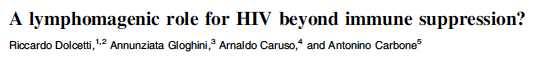 A lymphomagenic role for HIV beyond immune suppression?
Riccardo Dolcetti,1,2 Annunziata Gloghini,3 Arnaldo Caruso,4 and Antonino Carbone5